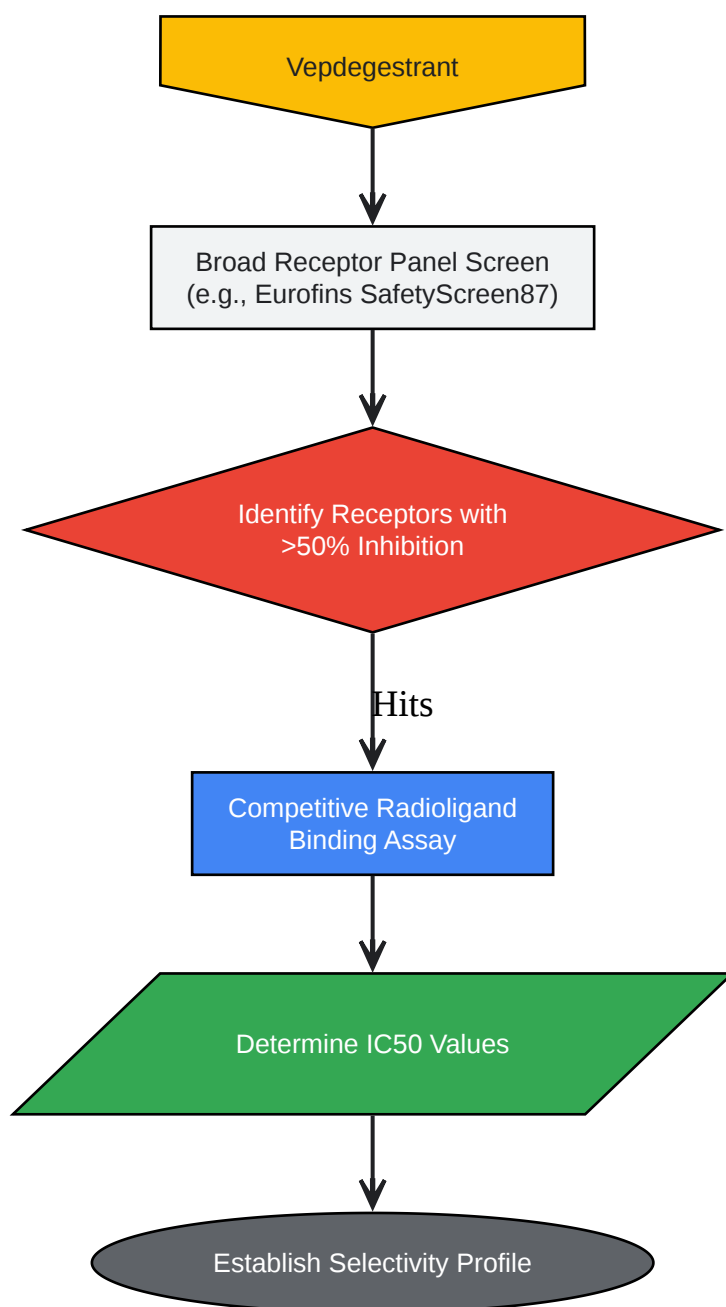 Vepdegestrant
Broad Receptor Panel Screen
(e.g., Eurofins SafetyScreen87)
Identify Receptors with
>50% Inhibition
Hits
Competitive Radioligand
Binding Assay
Determine IC50 Values
Establish Selectivity Profile